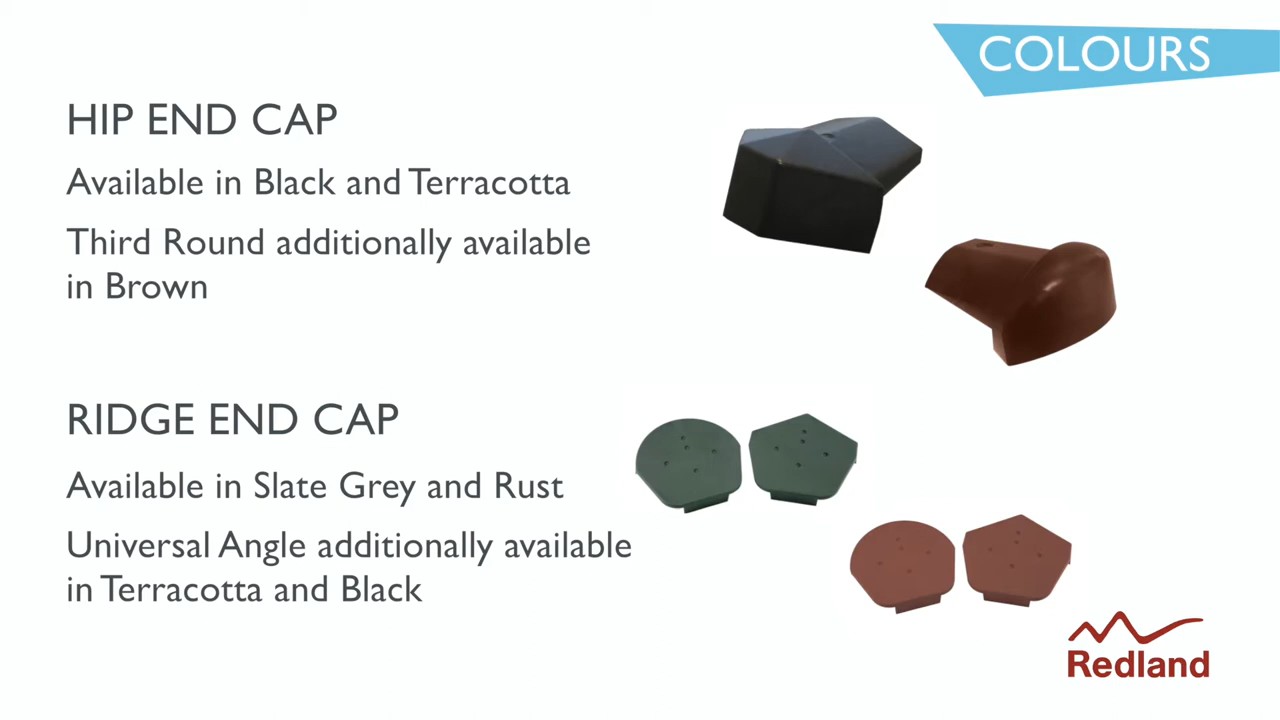 COLOURS
HIP END CAP
Available in Black and Terracotta
Third Round additionally available
in Brown
RIDGE END CAP
Available in Slate Grey and Rust
Universal Angle additionally available
in Terracotta and Black
Redland